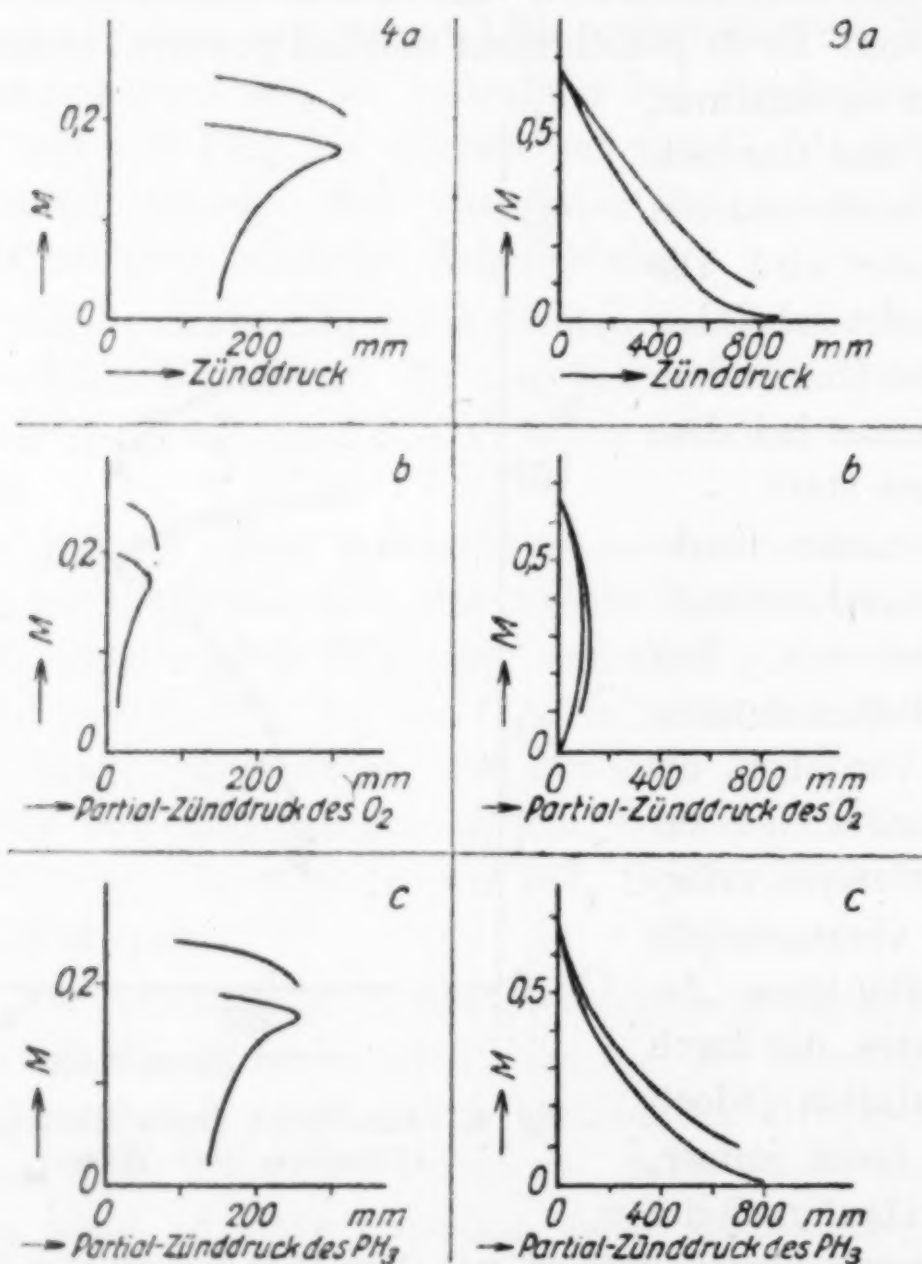 4a
0,2
→ M
0
0 200 mm
→ Zünddruck
9a
0,5
→ M
0
0 400 800 mm
→ Zünddruck
b
0,2
→ M
0
0 200 mm
→ Partial-Zünddruck des O₂
b
0,5
→ M
0
0 400 800 mm
→ Partial-Zünddruck des O₂
c
0,2
→ M
0
0 200 mm
→ Partial-Zünddruck des PH₃
c
0,5
→ M
0
0 400 800 mm
→ Partial-Zünddruck des PH₃